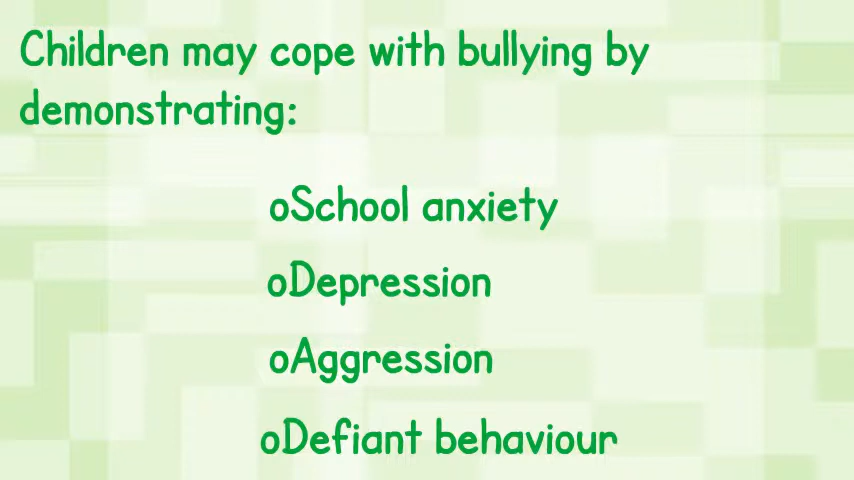 Children may cope with bullying by
demonstrating:
oSchool anxiety
oDepression
oAggression
oDefiant behaviour